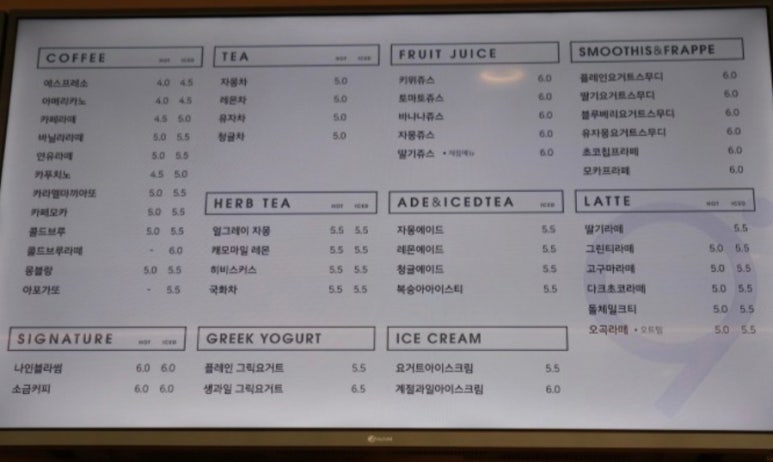 COFFEE HOT ICED
에스프레소 4.0 4.5
아메리카노 4.0 4.5
카페라떼 4.5 5.0
바닐라라떼 5.0 5.5
연유라떼 5.0 5.5
카푸치노 4.5 5.0
카라멜마끼아또 5.0 5.5
카페모카 5.0 5.5
콜드브루 5.0 5.5
콜드브루라떼 - 6.0
몽블랑 5.0 5.5
아포가또 - 5.5
SIGNATURE HOT ICED
나인블라썸 6.0 6.0
소금커피 6.0 6.0
TEA HOT ICED
자몽차 5.0
레몬차 5.0
유자차 5.0
청귤차 5.0
HERB TEA HOT ICED
얼그레이 자몽 5.5 5.5
캐모마일 레몬 5.5 5.5
히비스커스 5.5 5.5
국화차 5.5 5.5
GREEK YOGURT
플레인 그릭요거트 5.5
생과일 그릭요거트 6.5
FRUIT JUICE
키위쥬스 6.0
토마토쥬스 6.0
바나나쥬스 6.0
자몽쥬스 6.0
딸기쥬스 • 계절메뉴 6.0
ADE&ICEDTEA ICED
자몽에이드 5.5
레몬에이드 5.5
청귤에이드 5.5
복숭아아이스티 5.5
ICE CREAM
요거트아이스크림 5.5
계절과일아이스크림 6.0
SMOOTHIS&FRAPPE
플레인요거트스무디 6.0
딸기요거트스무디 6.0
블루베리요거트스무디 6.0
유자몽요거트스무디 6.0
초코칩프라페 6.0
모카프라페 6.0
LATTE HOT ICED
딸기라떼 5.5
그린티라떼 5.0 5.5
고구마라떼 5.0 5.5
다크초코라떼 5.0 5.5
돌체밀크티 5.0 5.5
오곡라떼 • 오트밀 5.0 5.5